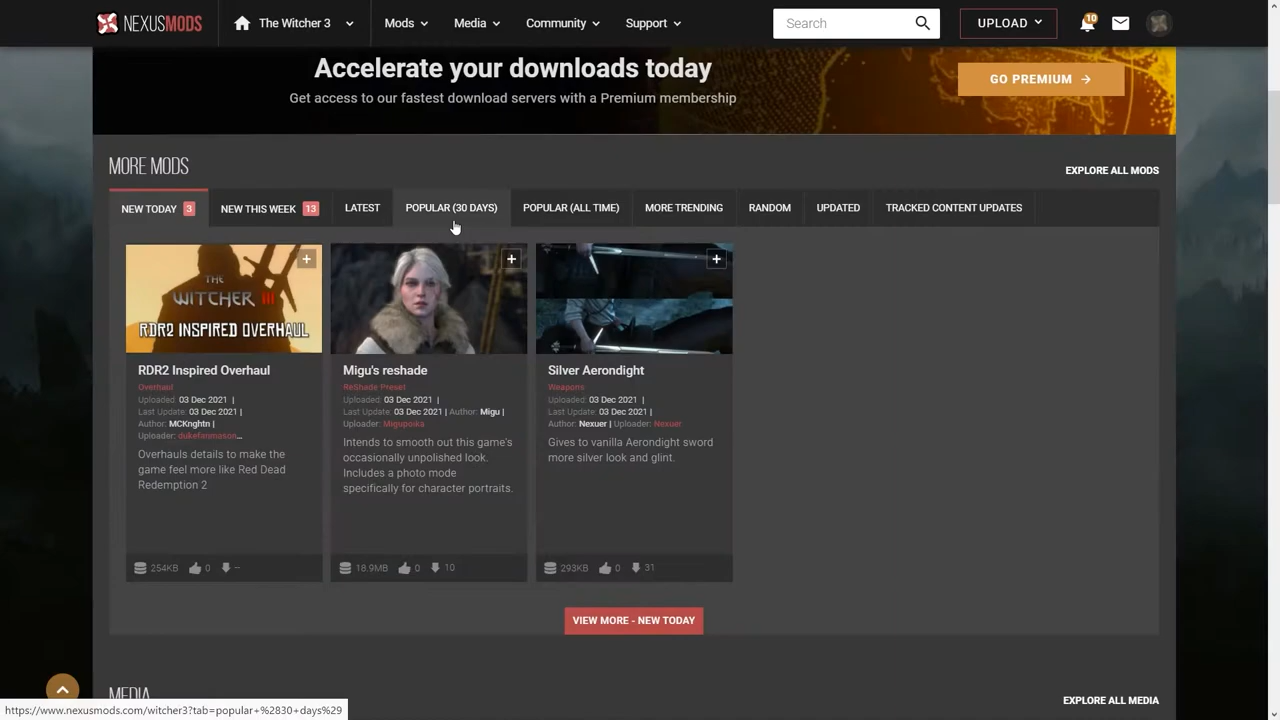 NEXUSMODS
The Witcher 3
Mods
Media
Community
Support
Search
UPLOAD
10
Accelerate your downloads today
Get access to our fastest download servers with a Premium membership
GO PREMIUM
MORE MODS
EXPLORE ALL MODS
NEW TODAY 3
NEW THIS WEEK 13
LATEST
POPULAR (30 DAYS)
POPULAR (ALL TIME)
MORE TRENDING
RANDOM
UPDATED
TRACKED CONTENT UPDATES
THE
WITCHER III
RDR2 INSPIRED OVERHAUL
RDR2 Inspired Overhaul
Overhaul
Uploaded: 03 Dec 2021 |
Last Update: 03 Dec 2021 |
Author: MCKnghtn |
Uploader: dukefanmason...
Overhauls details to make the
game feel more like Red Dead
Redemption 2
254KB 0 --
Migu's reshade
ReShade Preset
Uploaded: 03 Dec 2021 |
Last Update: 03 Dec 2021 | Author: Migu |
Uploader: Migupoika
Intends to smooth out this game's
occasionally unpolished look.
Includes a photo mode
specifically for character portraits.
18.9MB 0 10
Silver Aerondight
Weapons
Uploaded: 03 Dec 2021 |
Last Update: 03 Dec 2021 |
Author: Nexuer | Uploader: Nexuer
Gives to vanilla Aerondight sword
more silver look and glint.
293KB 0 31
VIEW MORE - NEW TODAY
MEDIA
EXPLORE ALL MEDIA
https://www.nexusmods.com/witcher3?tab=popular+%2830+days%29